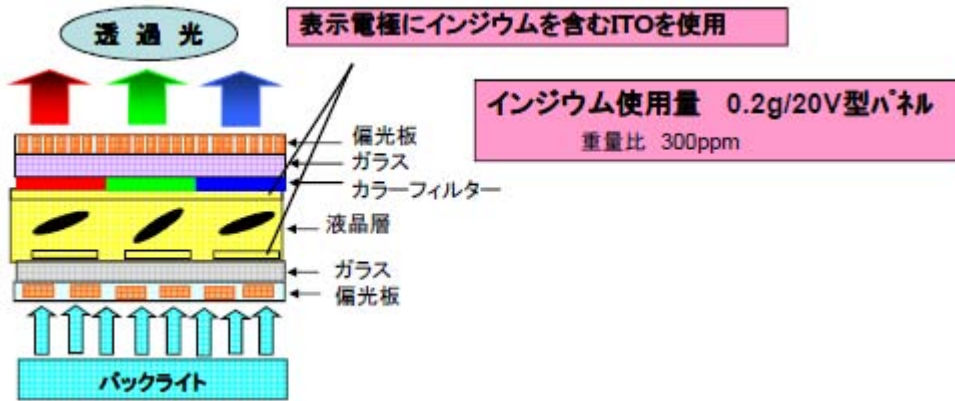 透過光
表示電極にインジウムを含むITOを使用
インジウム使用量 0.2g/20V型パネル
重量比 300ppm
偏光板
ガラス
カラーフィルター
液晶層
ガラス
偏光板
バックライト